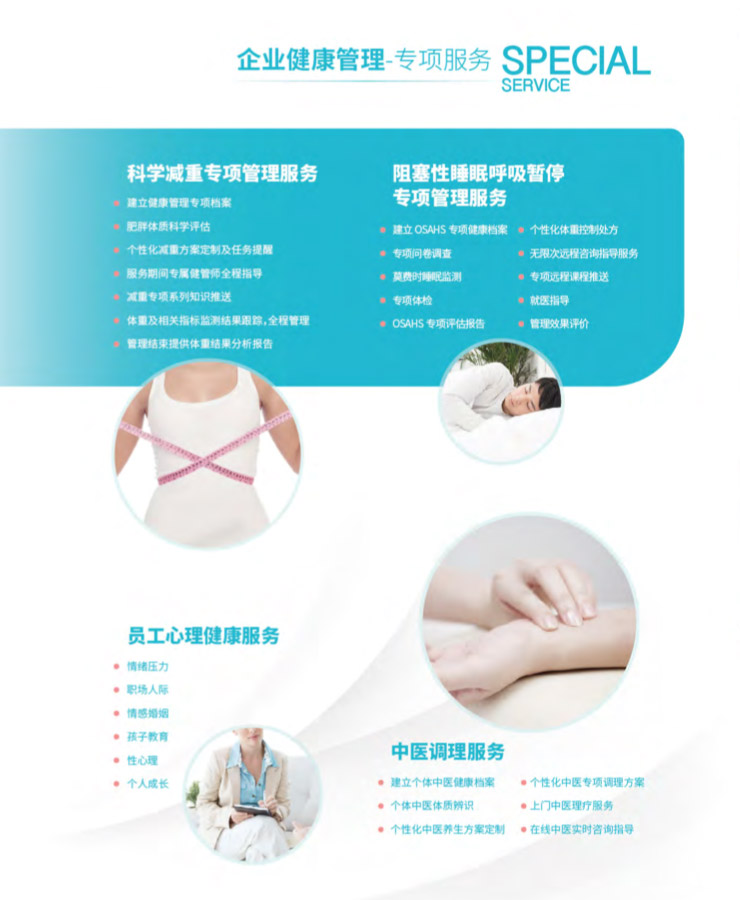 企业健康管理-专项服务 SPECIAL
SERVICE
科学减重专项管理服务
建立健康管理专项档案
肥胖体质科学评估
个性化减重方案定制及任务提醒
服务期间专属健管师全程指导
减重专项系列知识推送
体重及相关指标监测结果跟踪,全程管理
管理结束提供体重结果分析报告
阻塞性睡眠呼吸暂停
专项管理服务
建立 OSAHS 专项健康档案
专项问卷调查
莫费时睡眠监测
专项体检
OSAHS 专项评估报告
个性化体重控制处方
无限次远程咨询指导服务
专项远程课程推送
就医指导
管理效果评价
员工心理健康服务
情绪压力
职场人际
情感婚姻
孩子教育
性心理
个人成长
中医调理服务
建立个体中医健康档案
个体中医体质辨识
个性化中医养生方案定制
个性化中医专项调理方案
上门中医理疗服务
在线中医实时咨询指导